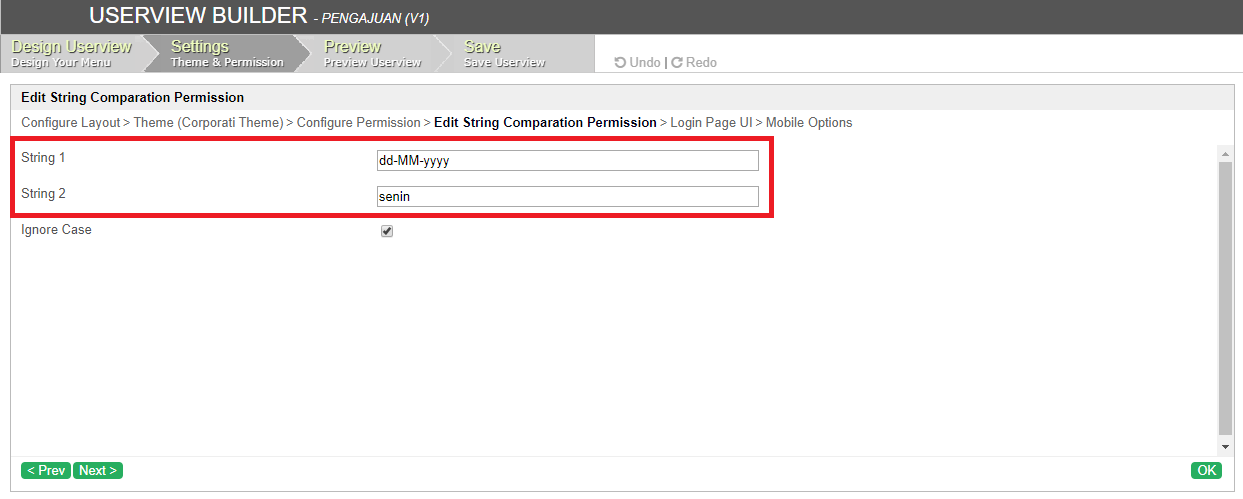 USERVIEW BUILDER - PENGAJUAN (V1)
Design Userview
Design Your Menu
Settings
Theme & Permission
Preview
Preview Userview
Save
Save Userview
Undo | Redo
Edit String Comparation Permission
Configure Layout > Theme (Corporati Theme) > Configure Permission > Edit String Comparation Permission > Login Page UI > Mobile Options
String 1 dd-MM-yyyy
String 2 senin
Ignore Case
< Prev Next > OK